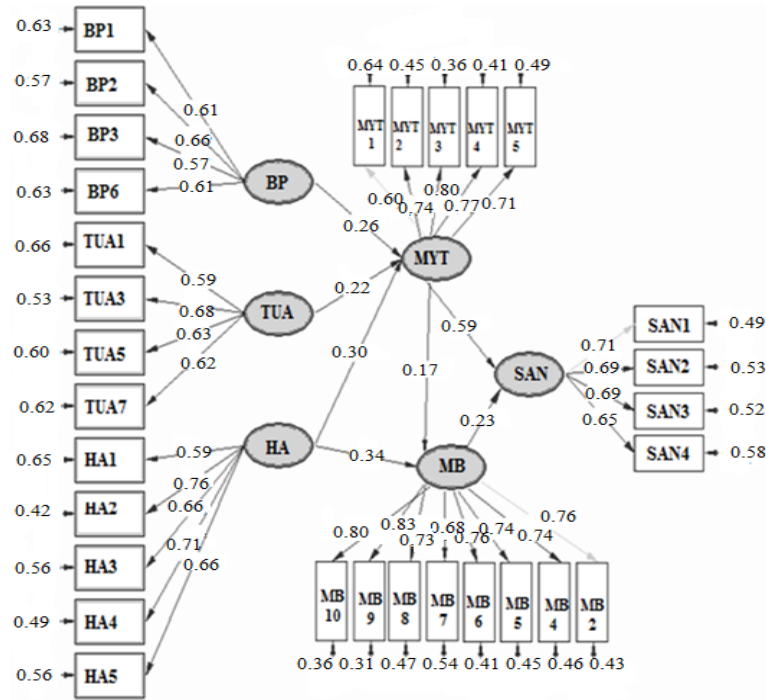 0.63 BP1
0.57 BP2
0.68 BP3
0.63 BP6
0.66 TUA1
0.53 TUA3
0.60 TUA5
0.62 TUA7
0.65 HA1
0.42 HA2
0.56 HA3
0.49 HA4
0.56 HA5
0.61
0.66
0.57
0.61
BP
0.59
0.68
0.63
0.62
TUA
0.59
0.76
0.66
0.71
0.66
HA
0.26
0.22
0.30
0.34
0.64 0.45 0.36 0.41 0.49
MYT 1
MYT 2
MYT 3
MYT 4
MYT 5
0.60 0.74 0.80 0.77 0.71
MYT
0.59
0.17
0.23
SAN
0.71
0.69
0.69
0.65
SAN1 0.49
SAN2 0.53
SAN3 0.52
SAN4 0.58
MB
0.80 0.83 0.73 0.68 0.76 0.74 0.74 0.76
MB 10
MB 9
MB 8
MB 7
MB 6
MB 5
MB 4
MB 2
0.36 0.31 0.47 0.54 0.41 0.45 0.46 0.43